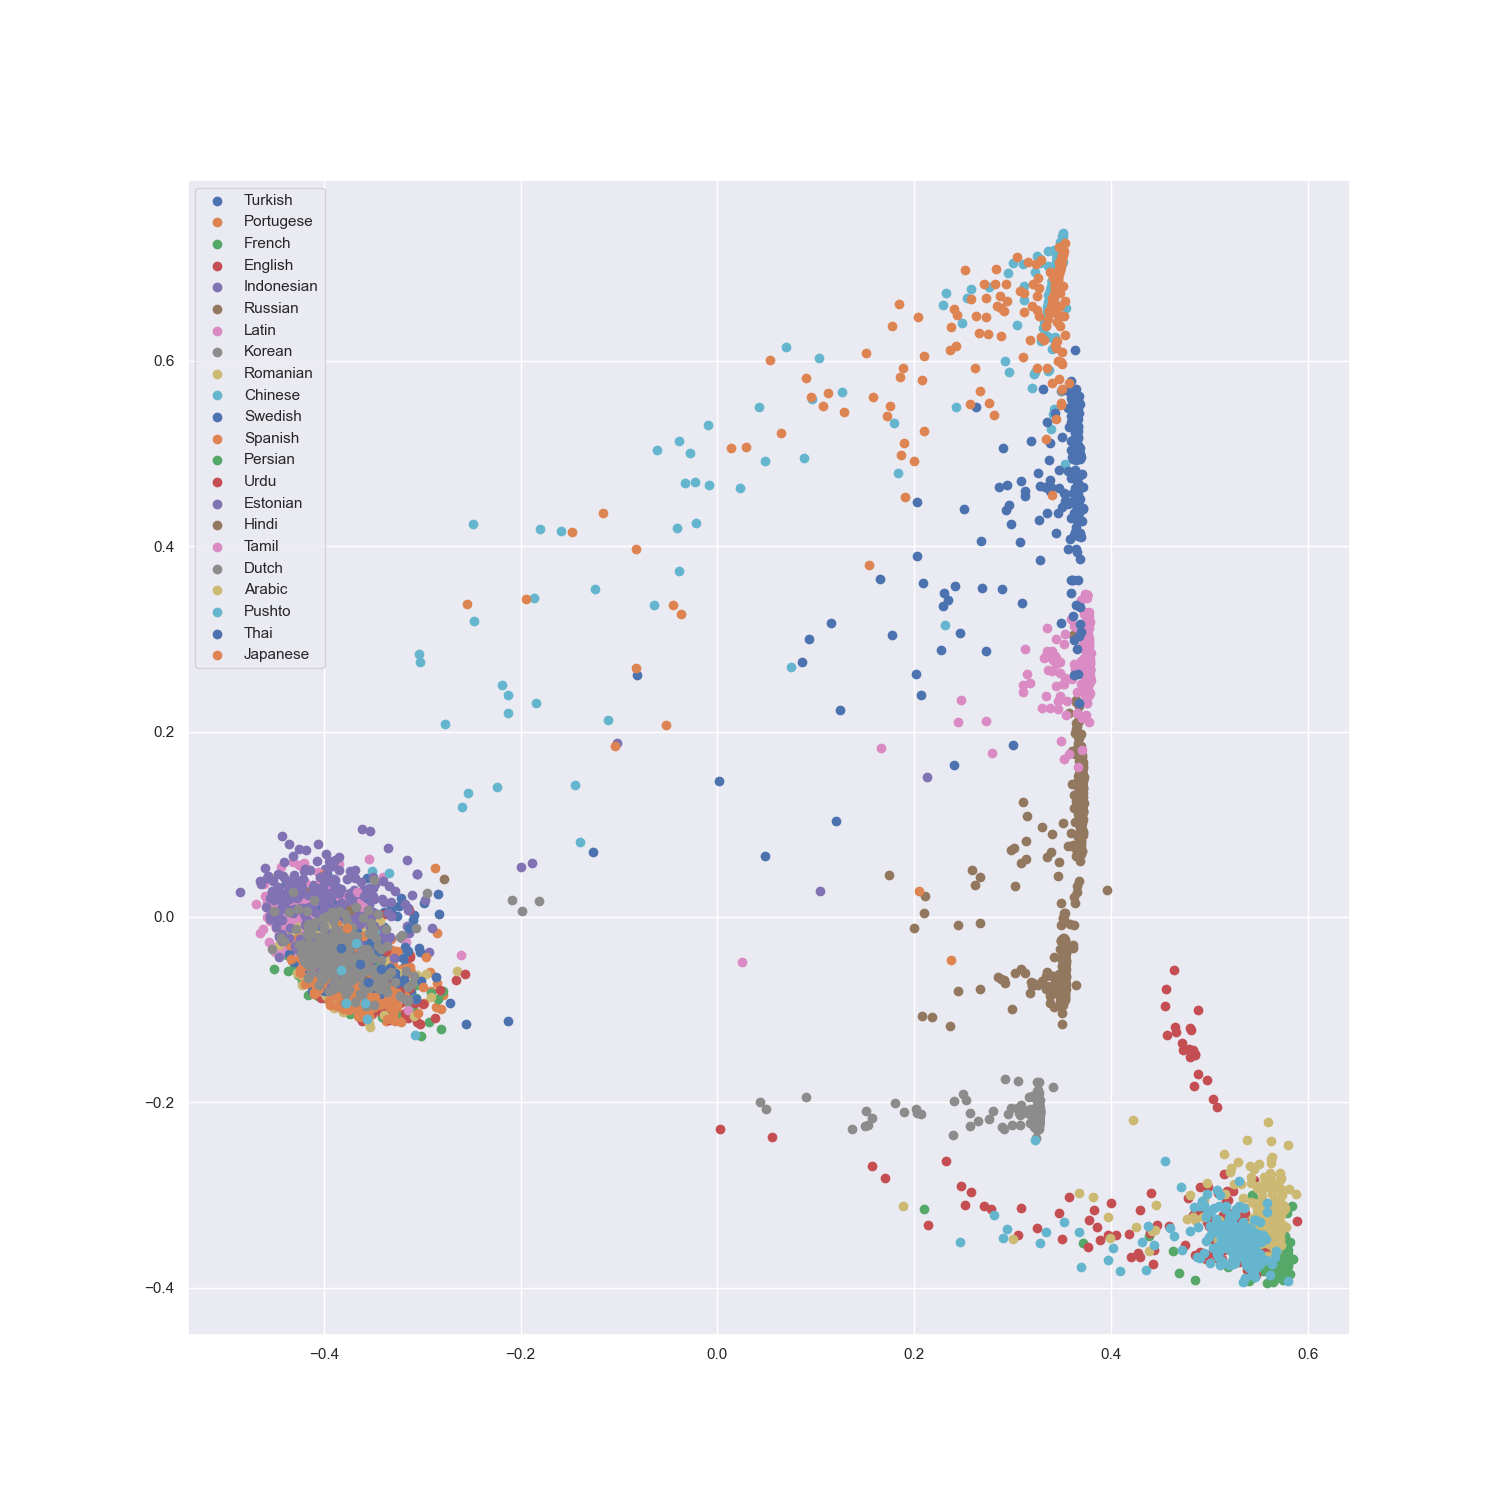 Turkish
Portugese
French
English
Indonesian
Russian
Latin
Korean
Romanian
Chinese
Swedish
Spanish
Persian
Urdu
Estonian
Hindi
Tamil
Dutch
Arabic
Pushto
Thai
Japanese
0.6
0.4
0.2
0.0
−0.2
−0.4
−0.4 −0.2 0.0 0.2 0.4 0.6